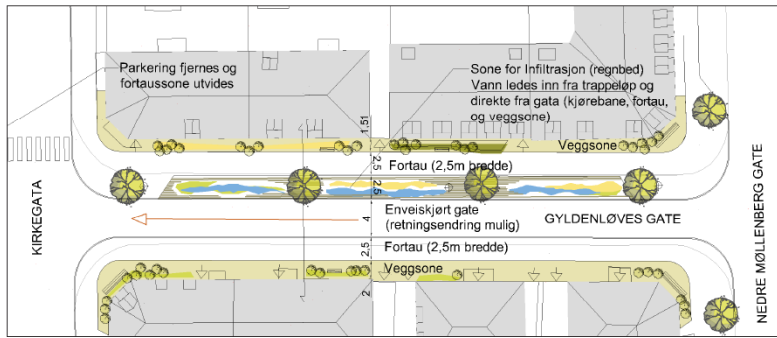 Parkering fjernes og
fortaussone utvides
Sone for Infiltrasjon (regnbed)
Vann ledes inn fra trappeløp og
direkte fra gata (kjørebane, fortau,
og veggsone)
1,51
Veggsone
2,5
Fortau (2,5m bredde)
2,5
Enveiskjørt gate
(retningsendring mulig)
4
GYLDENLØVES GATE
KIRKEGATA
NEDRE MØLLENBERG GATE
2,5
Fortau (2,5m bredde)
Veggsone
2